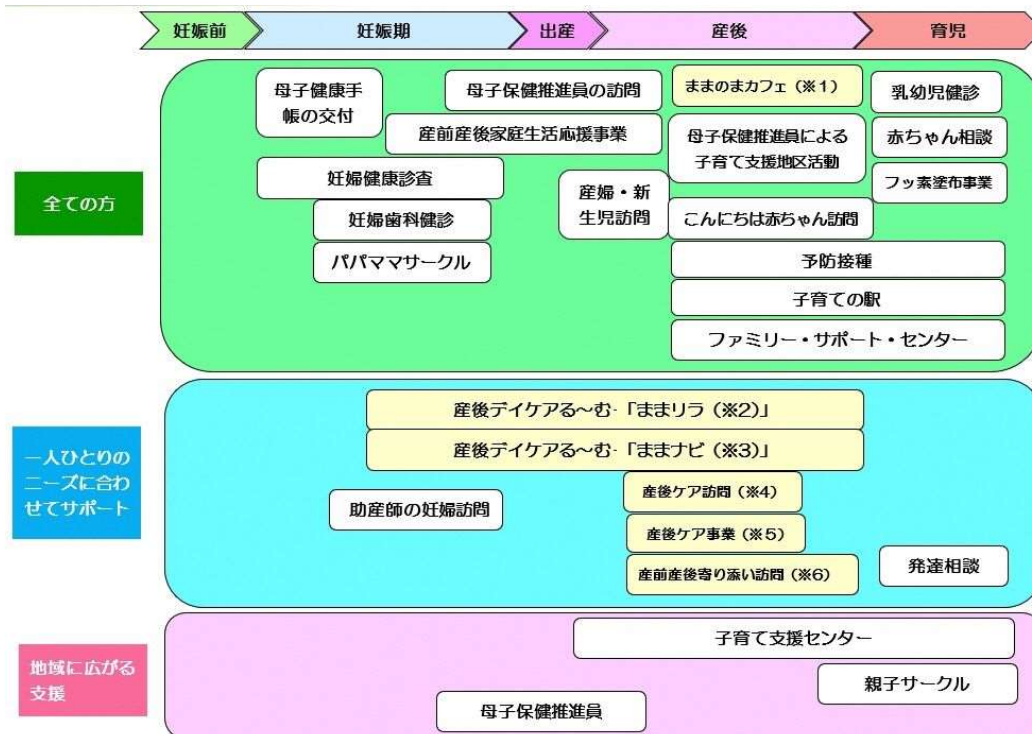 妊娠前
妊娠期
出産
産後
育児
全ての方
母子健康手
帳の交付
母子保健推進員の訪問
ままのまカフェ（※1）
乳幼児健診
産前産後家庭生活応援事業
母子保健推進員による
子育て支援地区活動
赤ちゃん相談
妊婦健康診査
産婦・新
生児訪問
フッ素塗布事業
妊婦歯科健診
こんにちは赤ちゃん訪問
パパママサークル
予防接種
子育ての駅
ファミリー・サポート・センター
一人ひとりの
ニーズに合わ
せてサポート
産後デイケアる～む-「ままリラ（※2）」
産後デイケアる～む-「ままナビ（※3）」
助産師の妊婦訪問
産後ケア訪問（※4）
産後ケア事業（※5）
産前産後寄り添い訪問（※6）
発達相談
地域に広がる
支援
子育て支援センター
親子サークル
母子保健推進員